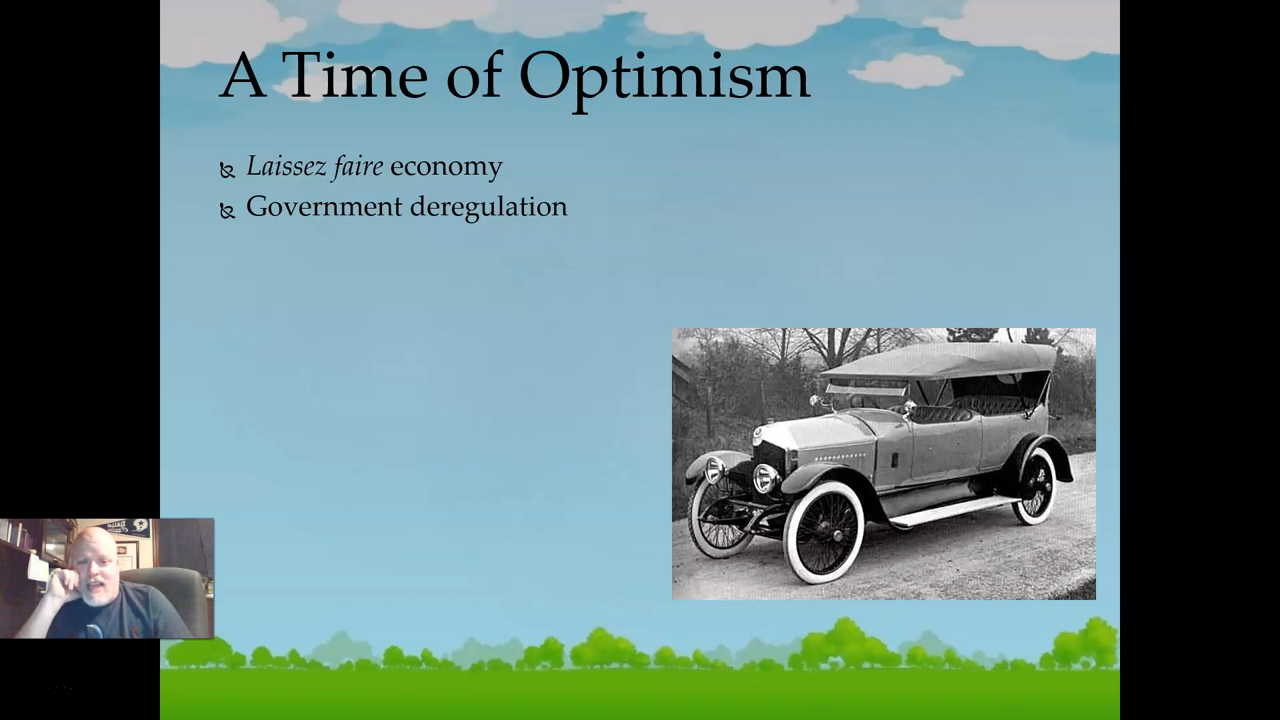 A Time of Optimism
Laissez faire economy
Government deregulation